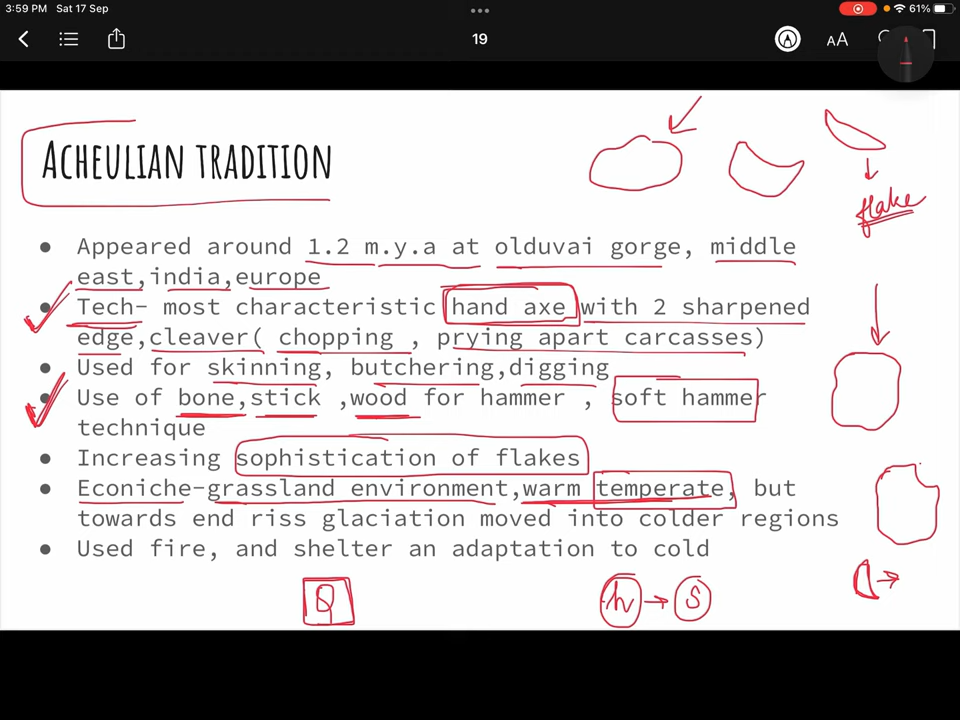 3:59 PM Sat 17 Sep
61%
19
AA
ACHEULIAN TRADITION
flake
● Appeared around 1.2 m.y.a at olduvai gorge, middle
east,india,europe
● Tech- most characteristic hand axe with 2 sharpened
edge,cleaver( chopping , prying apart carcasses)
● Used for skinning, butchering,digging
● Use of bone,stick ,wood for hammer , soft hammer
technique
● Increasing sophistication of flakes
● Econiche-grassland environment,warm temperate, but
towards end riss glaciation moved into colder regions
● Used fire, and shelter an adaptation to cold
Q
h → S